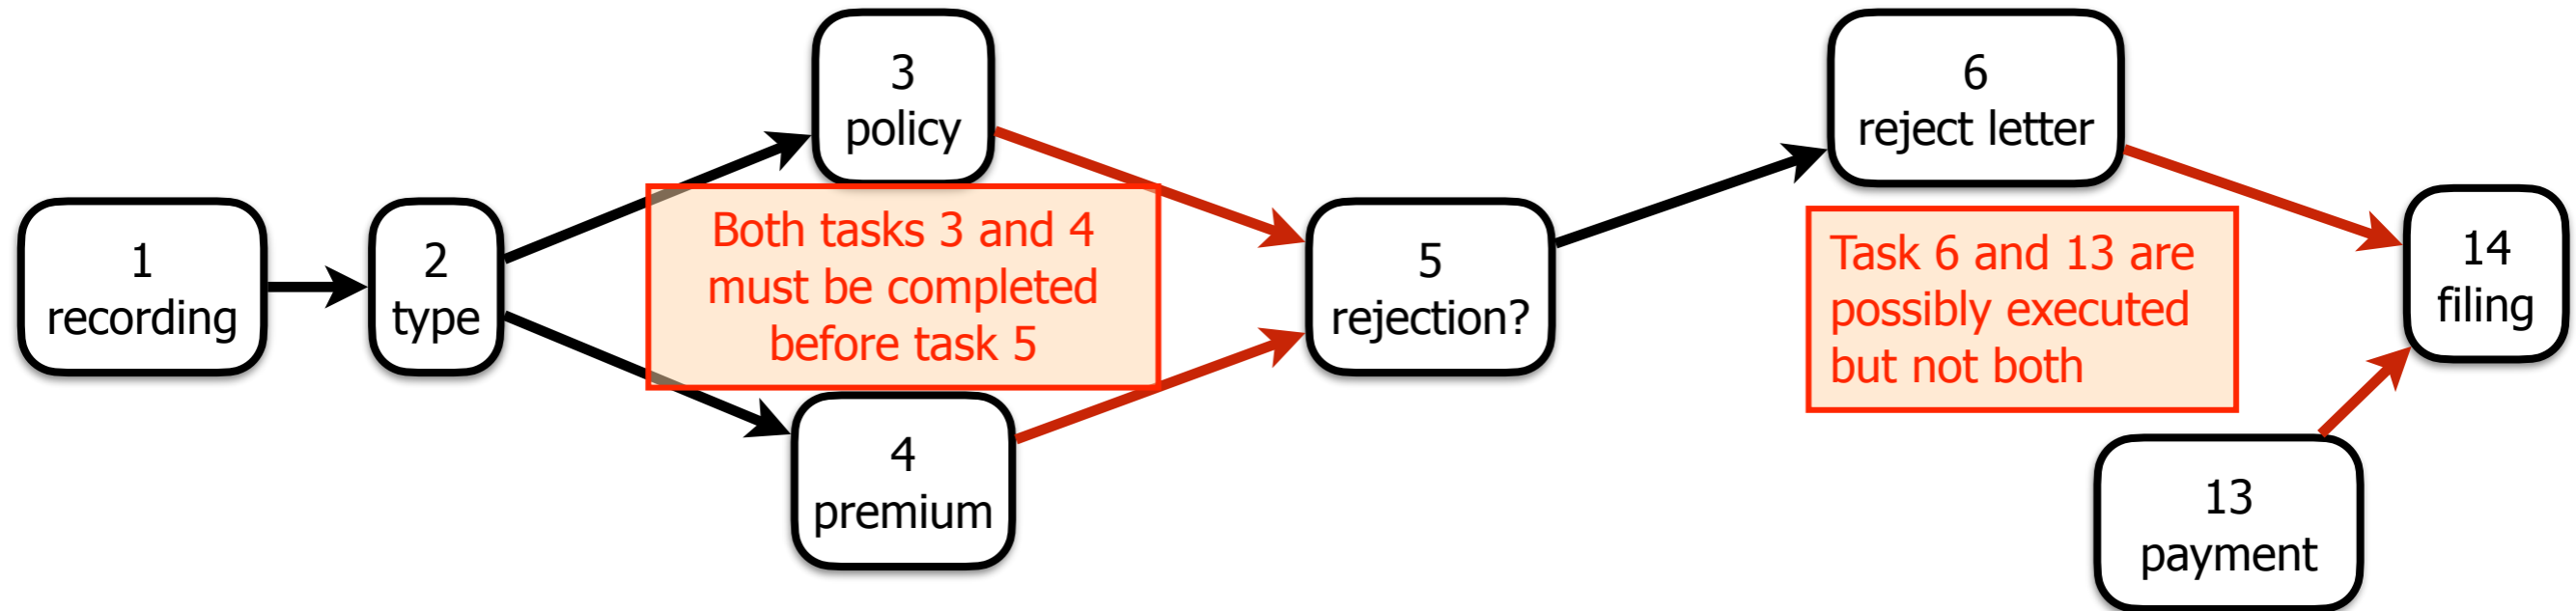 1
recording
2
type
3
policy
Both tasks 3 and 4
must be completed
before task 5
4
premium
5
rejection?
6
reject letter
Task 6 and 13 are
possibly executed
but not both
13
payment
14
filing